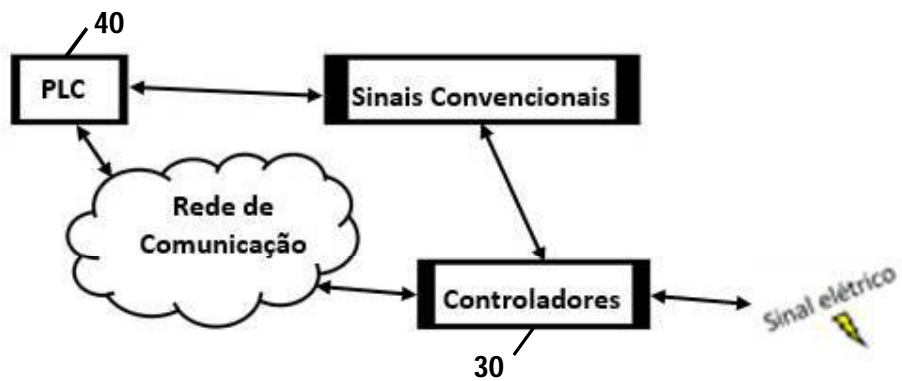 40
PLC
Sinais Convencionais
Rede de
Comunicação
Controladores
Sinal elétrico
30